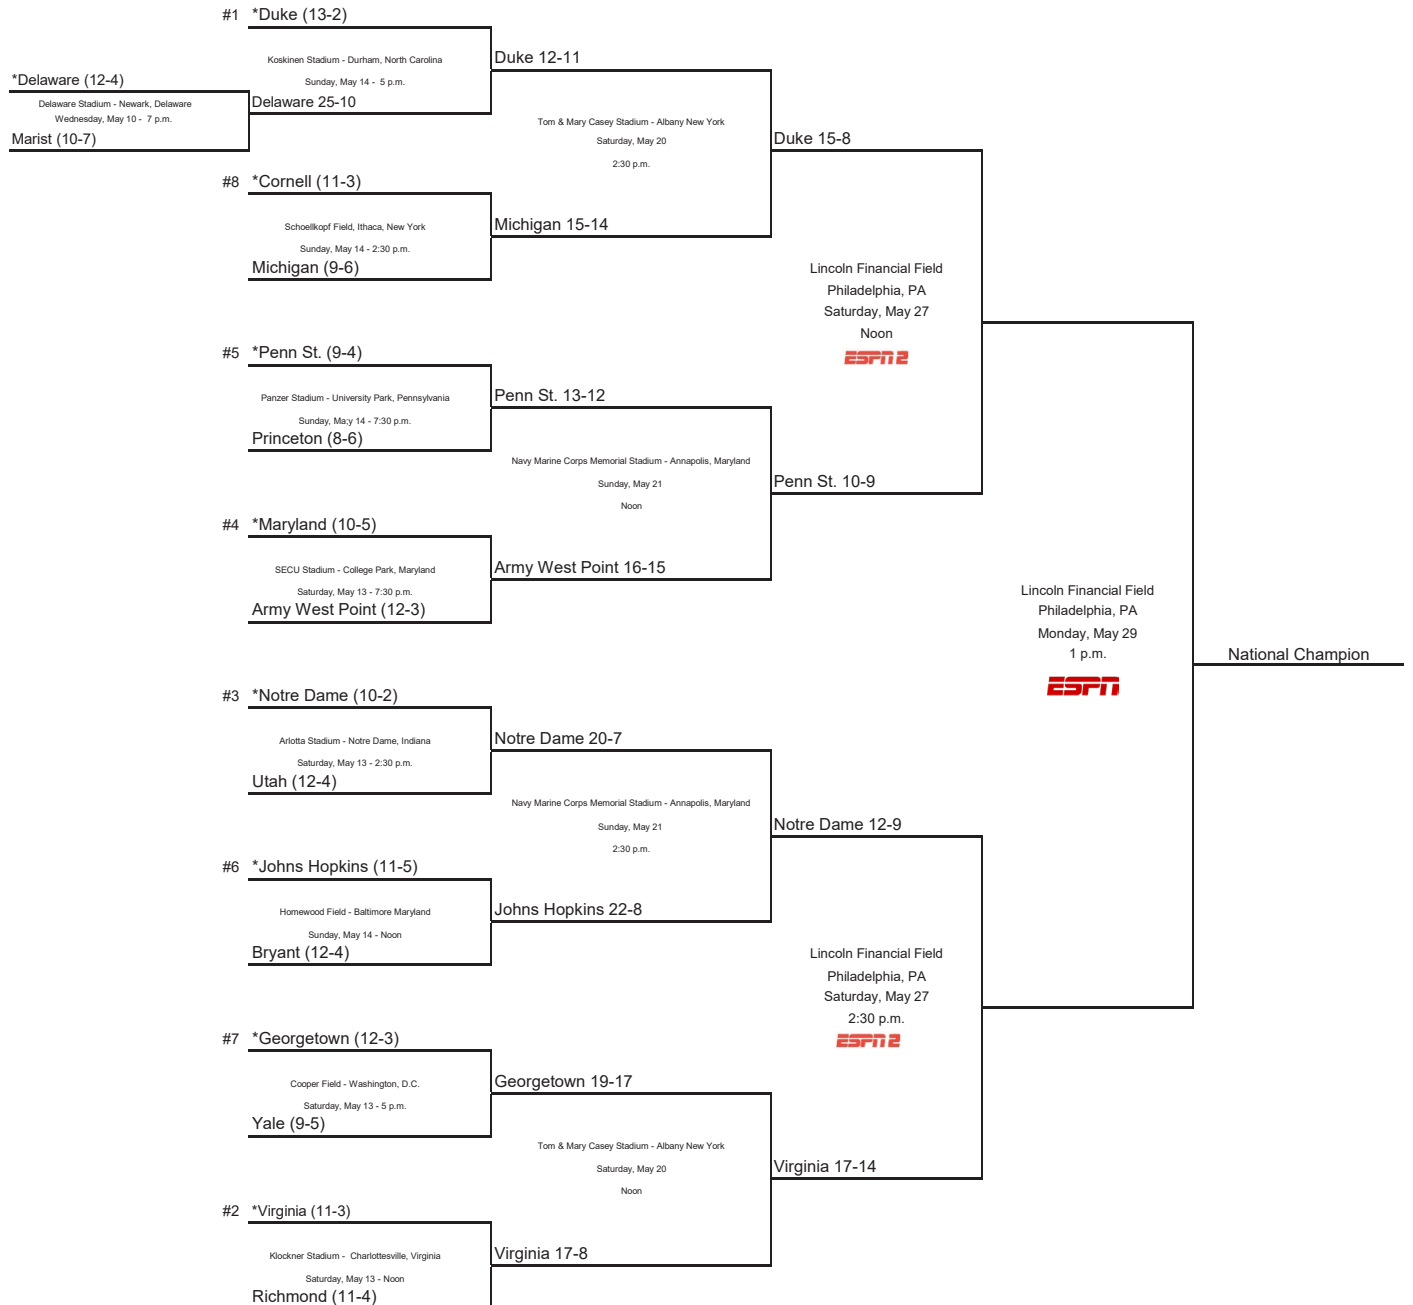 #1 *Duke (13-2)
Koskinen Stadium - Durham, North Carolina
Sunday, May 14 - 5 p.m.
*Delaware (12-4)
Delaware Stadium - Newark, Delaware
Wednesday, May 10 - 7 p.m.
Marist (10-7)
Delaware 25-10
Duke 12-11
#8 *Cornell (11-3)
Schoellkopf Field, Ithaca, New York
Sunday, May 14 - 2:30 p.m.
Michigan (9-6)
Michigan 15-14
Tom & Mary Casey Stadium - Albany New York
Saturday, May 20
2:30 p.m.
Duke 15-8
#5 *Penn St. (9-4)
Panzer Stadium - University Park, Pennsylvania
Sunday, Ma;y 14 - 7:30 p.m.
Princeton (8-6)
Penn St. 13-12
#4 *Maryland (10-5)
SECU Stadium - College Park, Maryland
Saturday, May 13 - 7:30 p.m.
Army West Point (12-3)
Army West Point 16-15
Navy Marine Corps Memorial Stadium - Annapolis, Maryland
Sunday, May 21
Noon
Penn St. 10-9
Lincoln Financial Field
Philadelphia, PA
Saturday, May 27
Noon
ESPN 2
#3 *Notre Dame (10-2)
Arlotta Stadium - Notre Dame, Indiana
Saturday, May 13 - 2:30 p.m.
Utah (12-4)
Notre Dame 20-7
#6 *Johns Hopkins (11-5)
Homewood Field - Baltimore Maryland
Sunday, May 14 - Noon
Bryant (12-4)
Johns Hopkins 22-8
Navy Marine Corps Memorial Stadium - Annapolis, Maryland
Sunday, May 21
2:30 p.m.
Notre Dame 12-9
#7 *Georgetown (12-3)
Cooper Field - Washington, D.C.
Saturday, May 13 - 5 p.m.
Yale (9-5)
Georgetown 19-17
#2 *Virginia (11-3)
Klockner Stadium - Charlottesville, Virginia
Saturday, May 13 - Noon
Richmond (11-4)
Virginia 17-8
Tom & Mary Casey Stadium - Albany New York
Saturday, May 20
Noon
Virginia 17-14
Lincoln Financial Field
Philadelphia, PA
Saturday, May 27
2:30 p.m.
ESPN 2
Lincoln Financial Field
Philadelphia, PA
Monday, May 29
1 p.m.
ESPN
National Champion